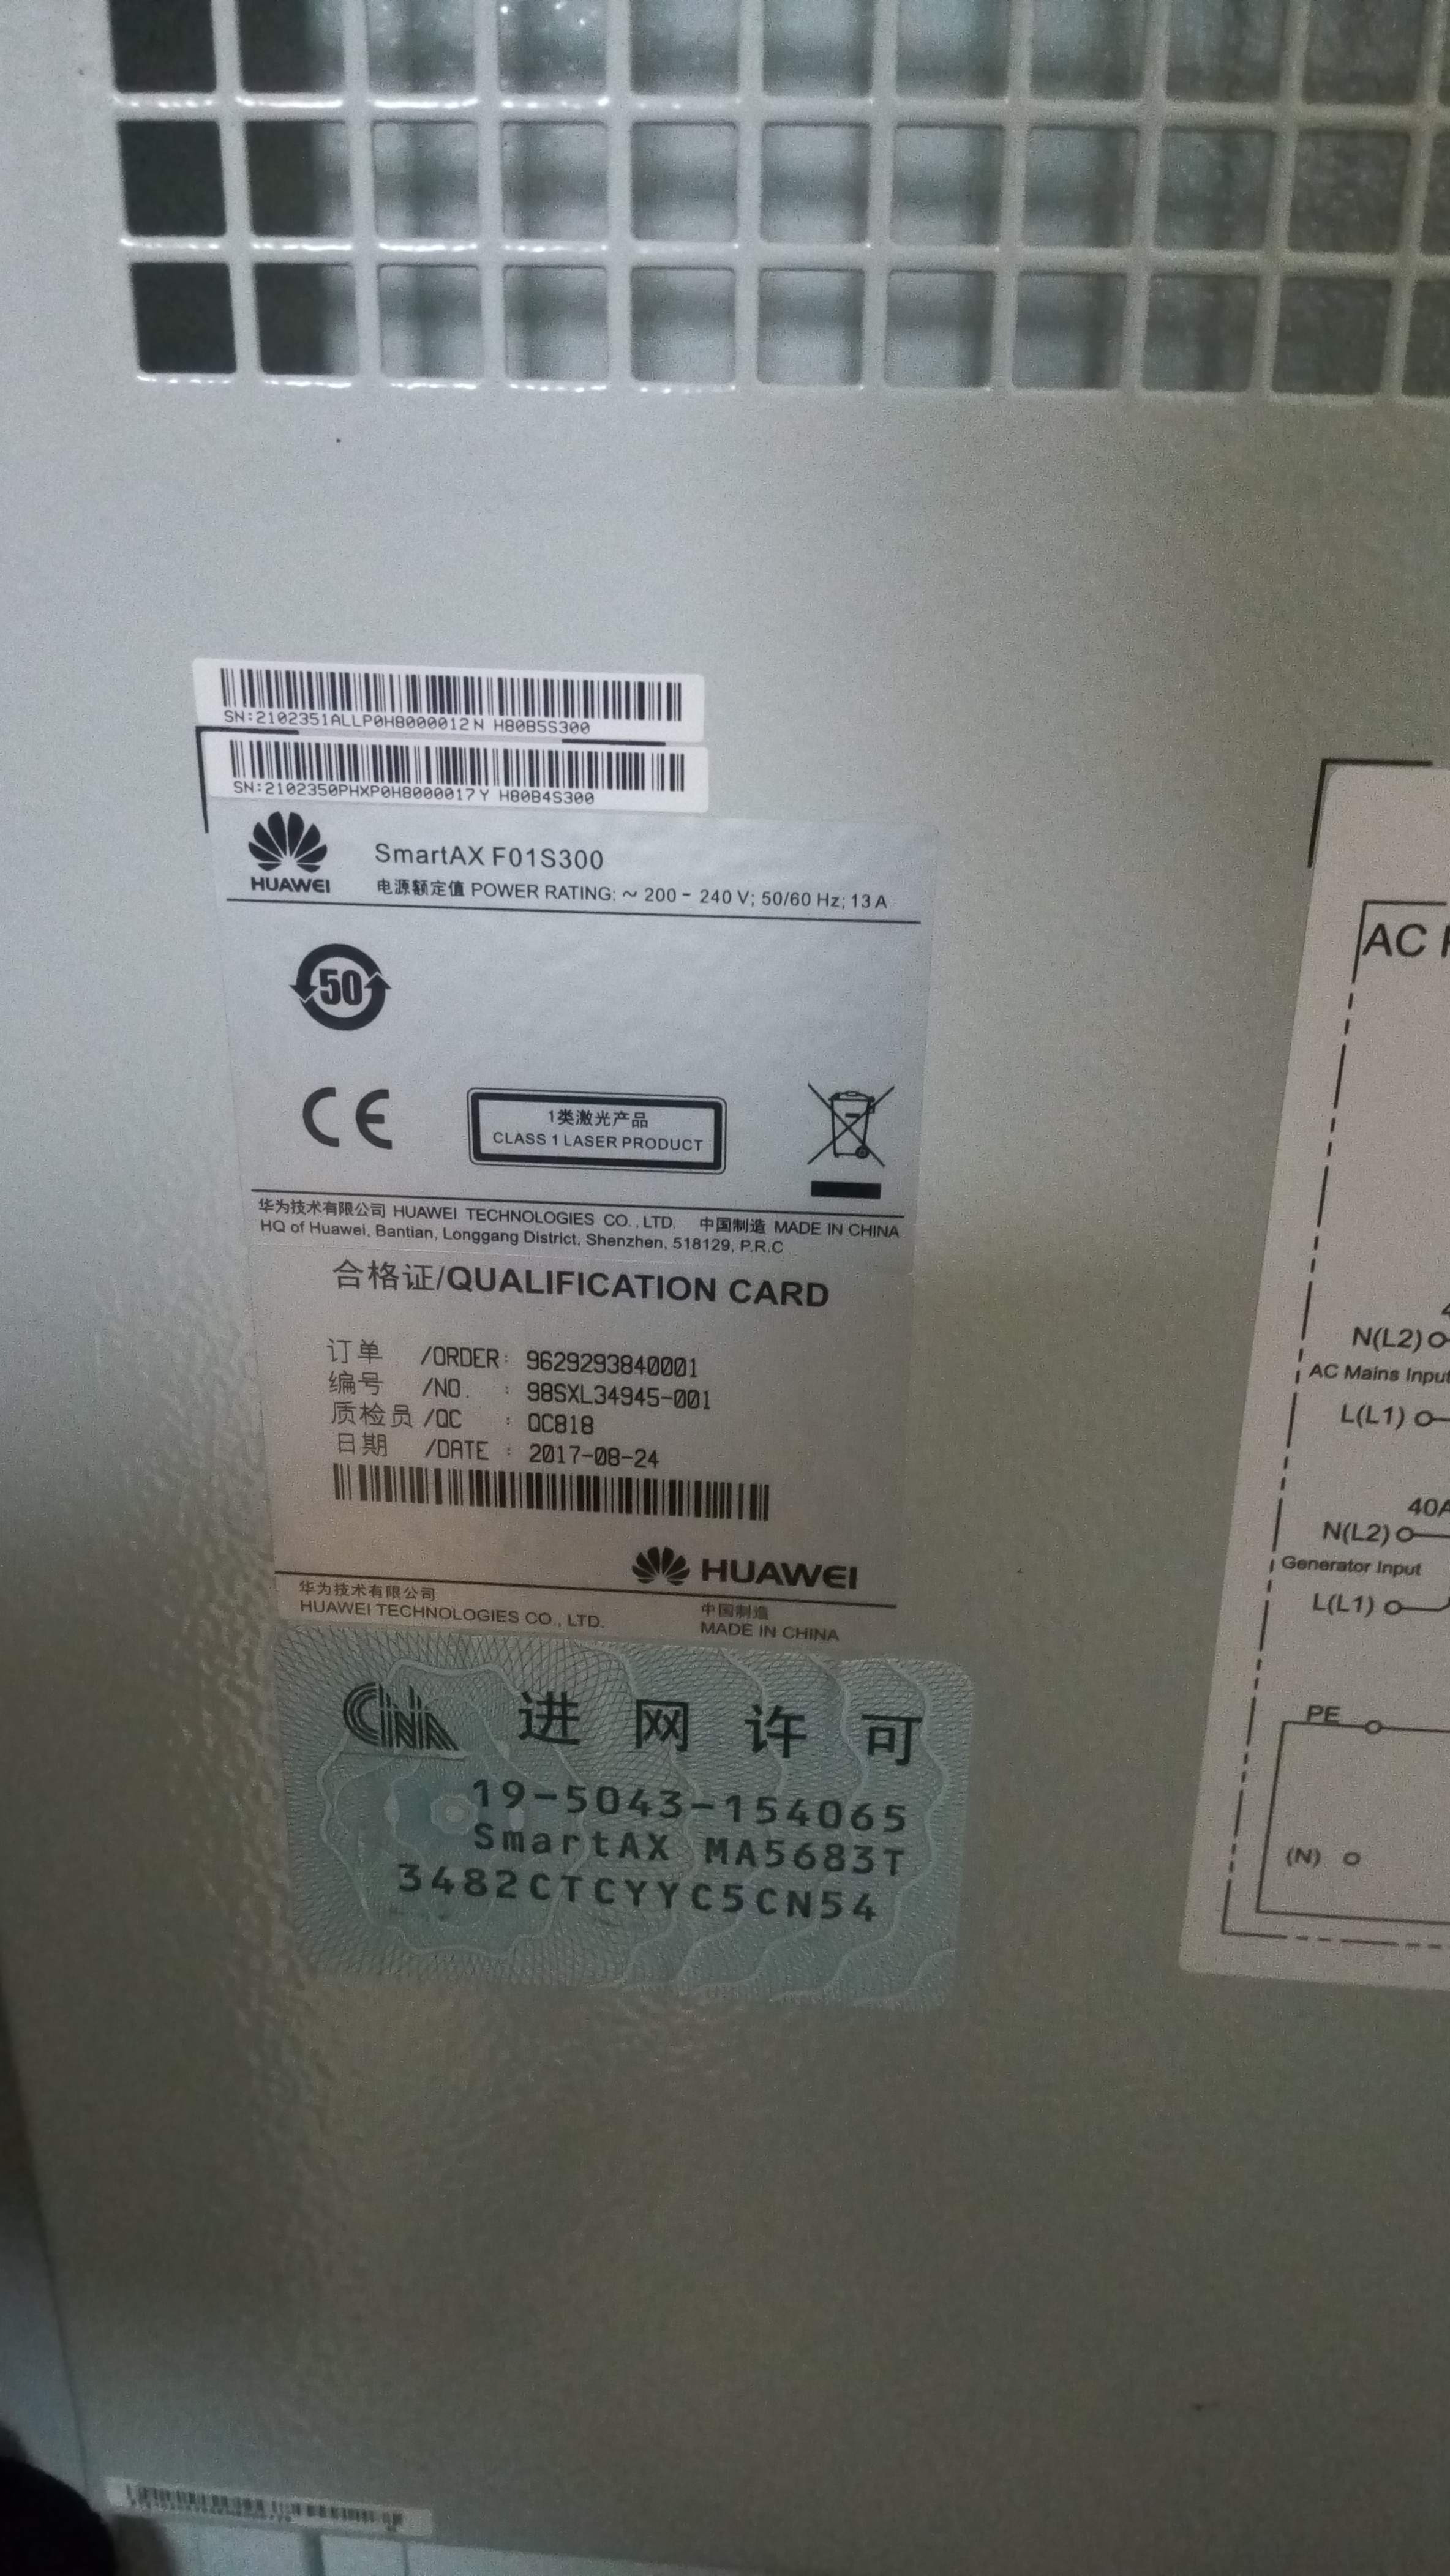 SN:2102351ALLP0H8000012N H80B5S300
SN:2102350PHXP0H8000017Y H80B4S300
HUAWEI
SmartAX F01S300
电源额定值 POWER RATING: ~ 200 - 240 V; 50/60 Hz; 13 A
50
CE
1类激光产品
CLASS 1 LASER PRODUCT
华为技术有限公司 HUAWEI TECHNOLOGIES CO., LTD. 中国制造 MADE IN CHINA
HQ of Huawei, Bantian, Longgang District, Shenzhen, 518129, P.R.C
合格证/QUALIFICATION CARD
订单 /ORDER: 9629293840001
编号 /NO. : 98SXL34945-001
质检员 /QC : QC818
日期 /DATE : 2017-08-24
HUAWEI
华为技术有限公司
HUAWEI TECHNOLOGIES CO., LTD.
中国制造
MADE IN CHINA
CHINA 进网许可
19-5043-154065
SmartAX MA5683T
3482CTCYYC5CN54
AC
N(L2)
AC Mains Input
L(L1)
40A
N(L2)
Generator Input
L(L1)
PE
(N)